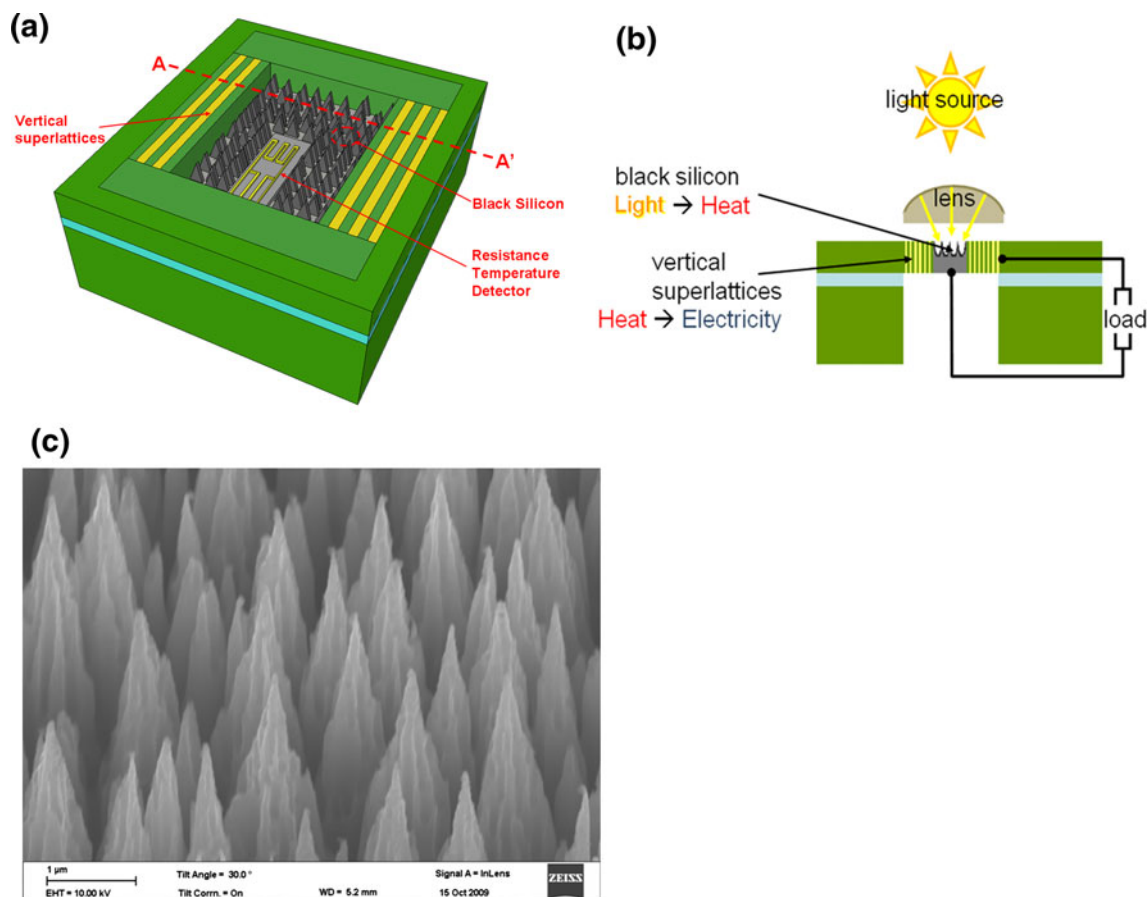 (a)
A
Vertical
superlattices
A'
Black Silicon
Resistance
Temperature
Detector
(b)
light source
black silicon
Light → Heat
lens
vertical
superlattices
Heat → Electricity
load
(c)
1 µm
Tilt Angle = 30.0 °
Signal A = InLens
EHT = 10.00 kV
Tilt Corrn. = On
WD = 5.2 mm
15 Oct 2009
ZEISS